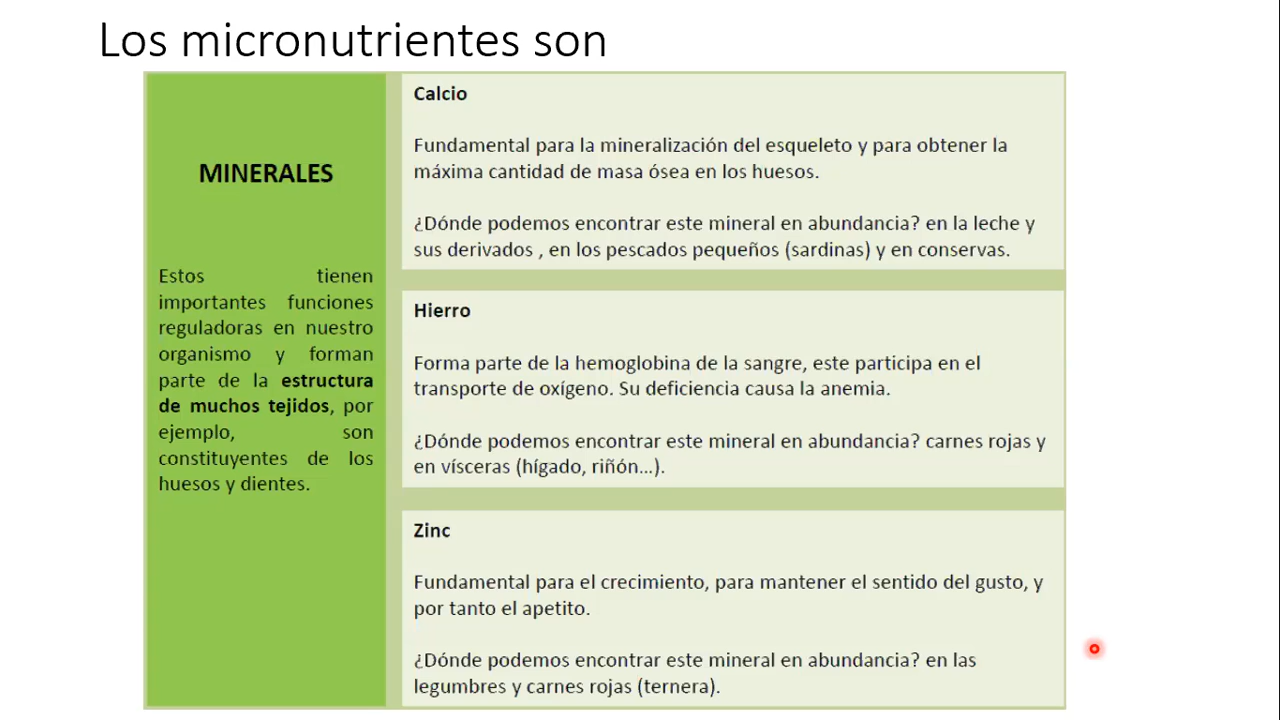 Los micronutrientes son
MINERALES
Estos tienen
importantes funciones
reguladoras en nuestro
organismo y forman
parte de la estructura
de muchos tejidos, por
ejemplo, son
constituyentes de los
huesos y dientes.
Calcio
Fundamental para la mineralización del esqueleto y para obtener la
máxima cantidad de masa ósea en los huesos.
¿Dónde podemos encontrar este mineral en abundancia? en la leche y
sus derivados , en los pescados pequeños (sardinas) y en conservas.
Hierro
Forma parte de la hemoglobina de la sangre, este participa en el
transporte de oxígeno. Su deficiencia causa la anemia.
¿Dónde podemos encontrar este mineral en abundancia? carnes rojas y
en vísceras (hígado, riñón…).
Zinc
Fundamental para el crecimiento, para mantener el sentido del gusto, y
por tanto el apetito.
¿Dónde podemos encontrar este mineral en abundancia? en las
legumbres y carnes rojas (ternera).